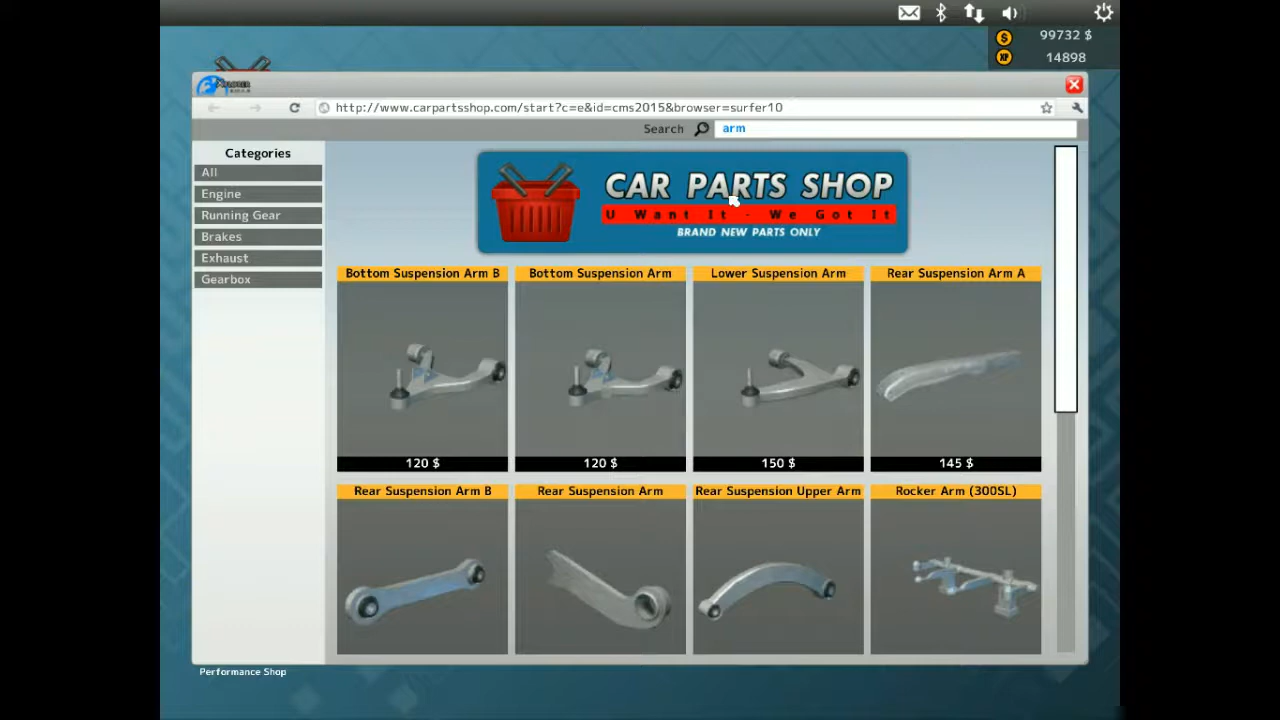 99732 $
14898
http://www.carpartsshop.com/start?c=e&id=cms2015&browser=surfer10
Search arm
Categories
All
Engine
Running Gear
Brakes
Exhaust
Gearbox
CAR PARTS SHOP
U Want It - We Got It
BRAND NEW PARTS ONLY
Bottom Suspension Arm B
Bottom Suspension Arm
Lower Suspension Arm
Rear Suspension Arm A
120 $
120 $
150 $
145 $
Rear Suspension Arm B
Rear Suspension Arm
Rear Suspension Upper Arm
Rocker Arm (300SL)
Performance Shop